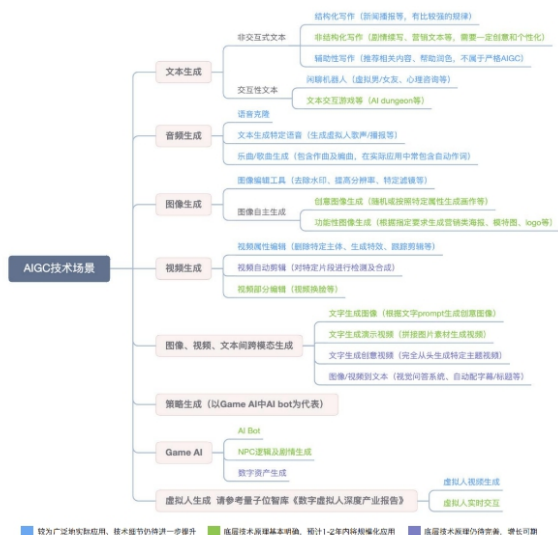 AIGC技术场景
文本生成
非交互式文本
结构化写作（新闻播报等，有比较强的规律）
非结构化写作（剧情续写、营销文本等，需要一定创意和个性化）
辅助性写作（推荐相关内容、帮助润色，不属于严格AIGC）
交互性文本
闲聊机器人（虚拟男/女友、心理咨询等）
文本交互游戏等（AI dungeon等）
音频生成
语音克隆
文本生成特定语音（生成虚拟人歌声/播报等）
乐曲/歌曲生成（包含作曲及编曲，在实际应用中常包含自动作词）
图像生成
图像编辑工具（去除水印、提高分辨率、特定滤镜等）
图像自主生成
创意图像生成（随机或按照特定属性生成画作等）
功能性图像生成（根据指定要求生成营销类海报、模特图、logo等）
视频生成
视频属性编辑（删除特定主体、生成特效、跟踪剪辑等）
视频自动剪辑（对特定片段进行检测及合成）
视频部分编辑（视频换脸等）
图像、视频、文本间跨模态生成
文字生成图像（根据文字prompt生成创意图像）
文字生成演示视频（拼接图片素材生成视频）
文字生成创意视频（完全从头生成特定主题视频）
图像/视频到文本（视觉问答系统、自动配字幕/标题等）
策略生成（以Game AI中AI bot为代表）
Game AI
AI Bot
NPC逻辑及剧情生成
数字资产生成
虚拟人生成 请参考量子位智库《数字虚拟人深度产业报告》
虚拟人视频生成
虚拟人实时交互
较为广泛地实际应用，技术细节仍待进一步提升
底层技术原理基本明确，预计1-2年内将规模化应用
底层技术原理仍待完善，增长可期